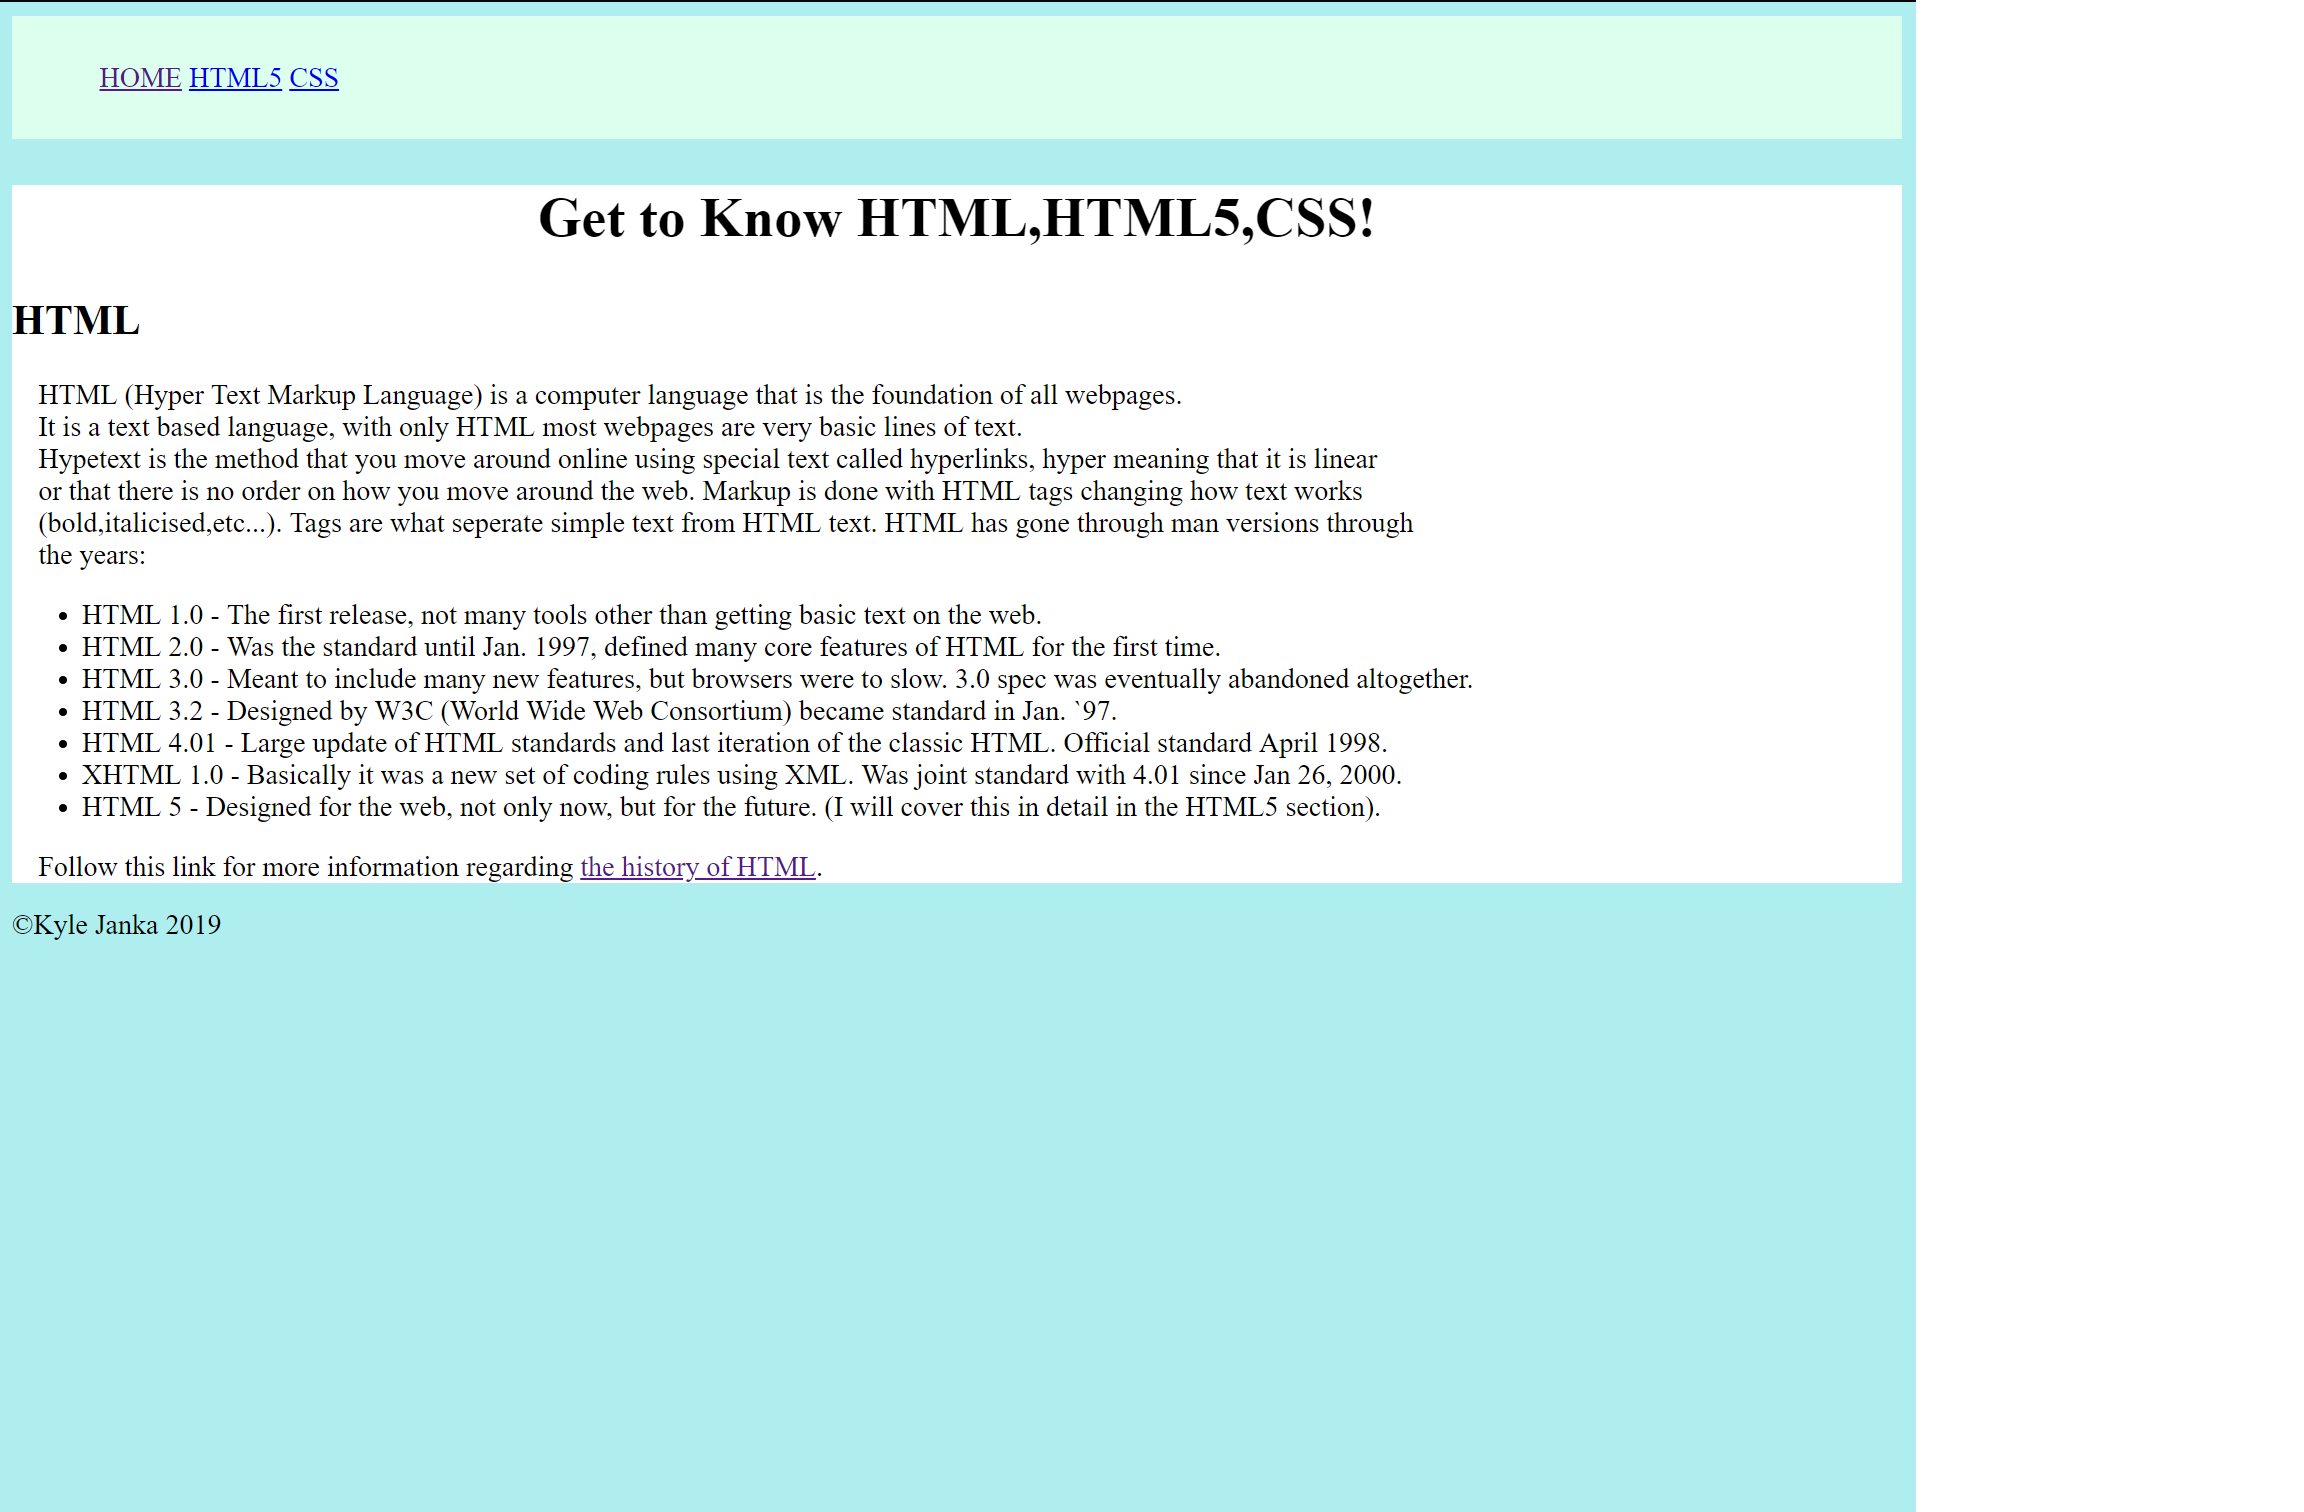 HOME HTML5 CSS
Get to Know HTML,HTML5,CSS!
HTML
HTML (Hyper Text Markup Language) is a computer language that is the foundation of all webpages.
It is a text based language, with only HTML most webpages are very basic lines of text.
Hypetext is the method that you move around online using special text called hyperlinks, hyper meaning that it is linear
or that there is no order on how you move around the web. Markup is done with HTML tags changing how text works
(bold,italicised,etc...). Tags are what seperate simple text from HTML text. HTML has gone through man versions through
the years:
• HTML 1.0 - The first release, not many tools other than getting basic text on the web.
• HTML 2.0 - Was the standard until Jan. 1997, defined many core features of HTML for the first time.
• HTML 3.0 - Meant to include many new features, but browsers were to slow. 3.0 spec was eventually abandoned altogether.
• HTML 3.2 - Designed by W3C (World Wide Web Consortium) became standard in Jan. `97.
• HTML 4.01 - Large update of HTML standards and last iteration of the classic HTML. Official standard April 1998.
• XHTML 1.0 - Basically it was a new set of coding rules using XML. Was joint standard with 4.01 since Jan 26, 2000.
• HTML 5 - Designed for the web, not only now, but for the future. (I will cover this in detail in the HTML5 section).
Follow this link for more information regarding the history of HTML.
©Kyle Janka 2019